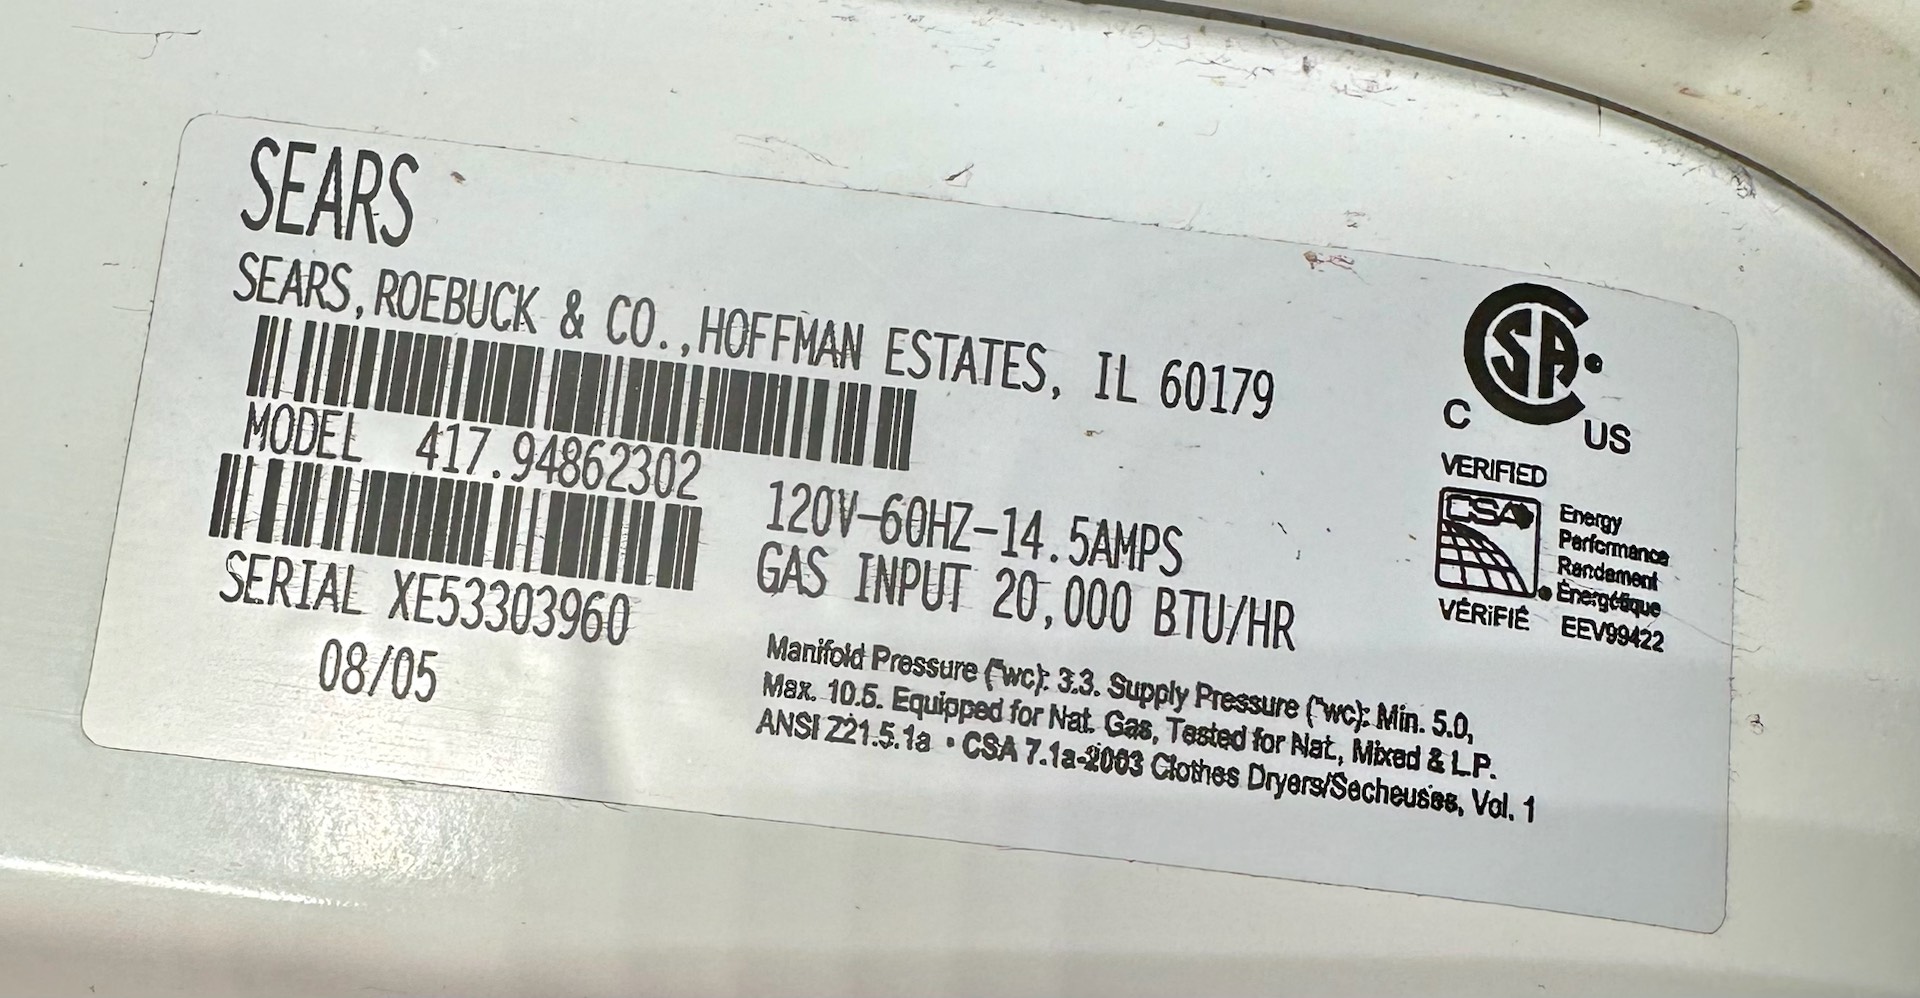 SEARS
SEARS, ROEBUCK & CO., HOFFMAN ESTATES, IL 60179
MODEL 417.94862302
SERIAL XE53303960
08/05
120V-60HZ-14.5AMPS
GAS INPUT 20,000 BTU/HR
Manifold Pressure ("wc): 3.3. Supply Pressure ("wc): Min. 5.0,
Max. 10.5. Equipped for Nat. Gas, Tested for Nat., Mixed & L.P.
ANSI Z21.5.1a • CSA 7.1a-2003 Clothes Dryers/Secheuses, Vol. 1
CSA
C US
VERIFIED
CSA
Energy
Performance
Rendement
Énergétique
VÉRIFIÉ EEV99422